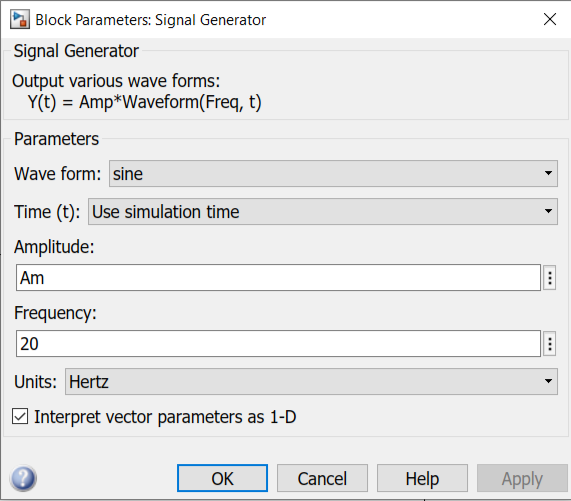 Block Parameters: Signal Generator
Signal Generator
Output various wave forms:
Y(t) = Amp*Waveform(Freq, t)
Parameters
Wave form: sine
Time (t): Use simulation time
Amplitude:
Am
Frequency:
20
Units: Hertz
Interpret vector parameters as 1-D
OK Cancel Help Apply